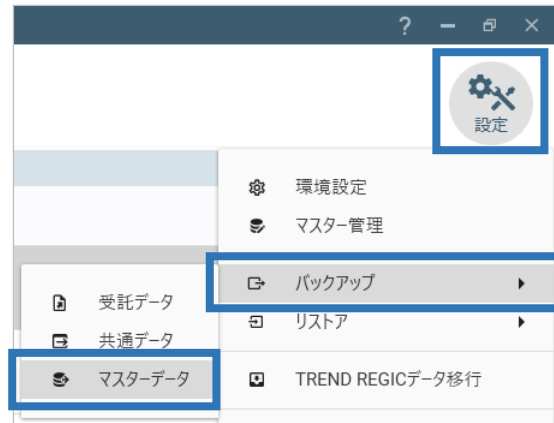 ?
設定
環境設定
マスター管理
バックアップ
リストア
TREND REGICデータ移行
受託データ
共通データ
マスターデータ